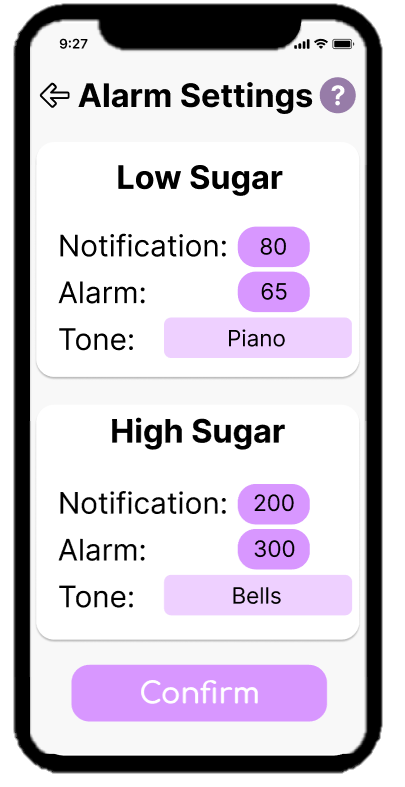 9:27
Alarm Settings ?
Low Sugar
Notification: 80
Alarm: 65
Tone: Piano
High Sugar
Notification: 200
Alarm: 300
Tone: Bells
Confirm